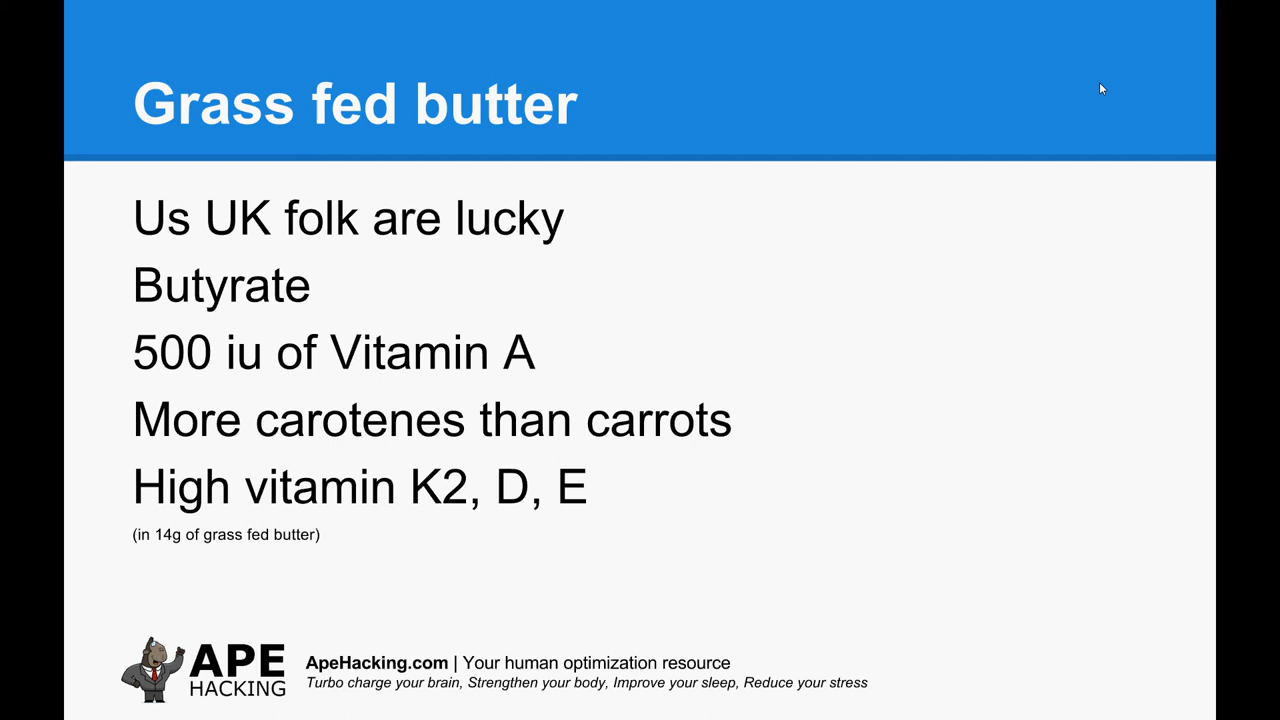 Grass fed butter
Us UK folk are lucky
Butyrate
500 iu of Vitamin A
More carotenes than carrots
High vitamin K2, D, E
(in 14g of grass fed butter)
APE
HACKING
ApeHacking.com | Your human optimization resource
Turbo charge your brain, Strengthen your body, Improve your sleep, Reduce your stress